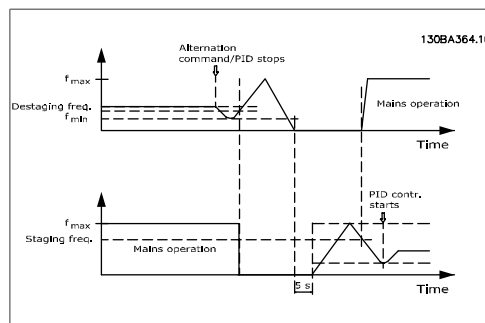 130BA364.10
Alternation
command/PID stops
fmax
Destaging freq.
fmin
Mains operation
Time
PID contr.
starts
fmax
Staging freq.
Mains operation
5 s
Time